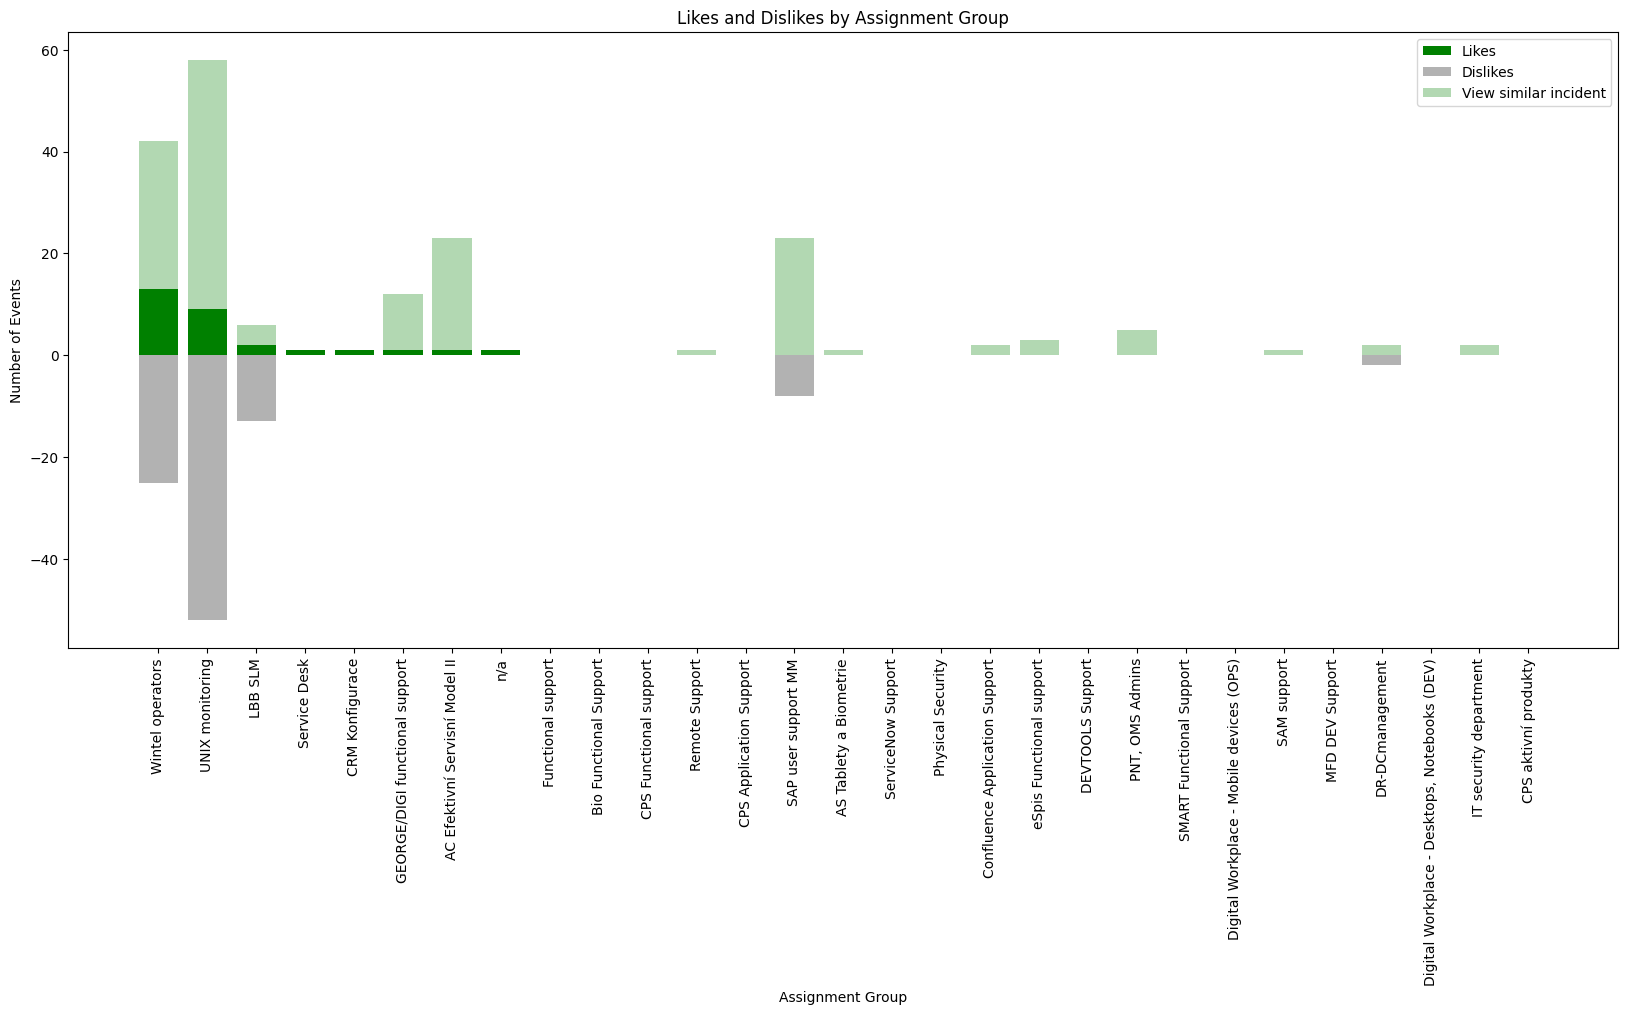 Likes and Dislikes by Assignment Group
Likes
Dislikes
View similar incident
Number of Events
60
40
20
0
−20
−40
Wintel operators
UNIX monitoring
LBB SLM
Service Desk
CRM Konfigurace
GEORGE/DIGI functional support
AC Efektivní Servisní Modell II
n/a
Functional support
Bio Functional Support
CPS Functional support
Remote Support
CPS Application Support
SAP user support MM
AS Tablety a Biometrie
ServiceNow Support
Physical Security
Confluence Application Support
eSpis Functional support
DEVTOOLS Support
PNT, OMS Admins
SMART Functional Support
Digital Workplace - Mobile devices (OPS)
SAM support
MFD DEV Support
DR-DCmanagement
Digital Workplace - Desktops, Notebooks (DEV)
IT security department
CPS aktivní produkty
Assignment Group